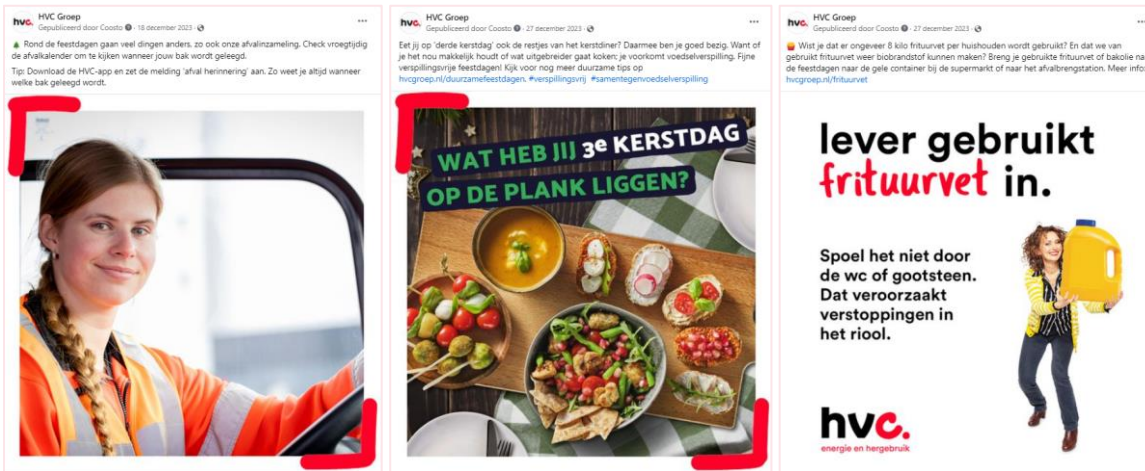 hvc. HVC Groep
Gepubliceerd door Coosto · 18 december 2023 ·
🎄 Rond de feestdagen gaan veel dingen anders, zo ook onze afvalinzameling. Check vroegtijdig
de afvalkalender om te kijken wanneer jouw bak wordt geleegd.
Tip: Download de HVC-app en zet de melding 'afval herinnering' aan. Zo weet je altijd wanneer
welke bak geleegd wordt.
hvc. HVC Groep
Gepubliceerd door Coosto · 27 december 2023 ·
Eet jij op 'derde kerstdag' ook de restjes van het kerstdiner? Daarmee ben je goed bezig. Want of
je het nou makkelijk houdt of wat uitgebreider gaat koken; je voorkomt voedselverspilling. Fijne
verspillingsvrije feestdagen! Kijk voor nog meer duurzame tips op
hvcgroep.nl/duurzamefeestdagen. #verspillingsvrij #samentegenvoedselverspilling
WAT HEB JIJ 3e KERSTDAG
OP DE PLANK LIGGEN?
hvc. HVC Groep
Gepubliceerd door Coosto · 27 december 2023 ·
Wist je dat er ongeveer 8 kilo frituurvet per huishouden wordt gebruikt? En dat we van
gebruikt frituurvet weer biobrandstof kunnen maken? Breng je gebruikte frituurvet of bakolie na
de feestdagen naar de gele container bij de supermarkt of naar het afvalbrengstation. Meer info:
hvcgroep.nl/frituurvet
lever gebruikt
frituurvet in.
Spoel het niet door
de wc of gootsteen.
Dat veroorzaakt
verstoppingen in
het riool.
hvc.
energie en hergebruik